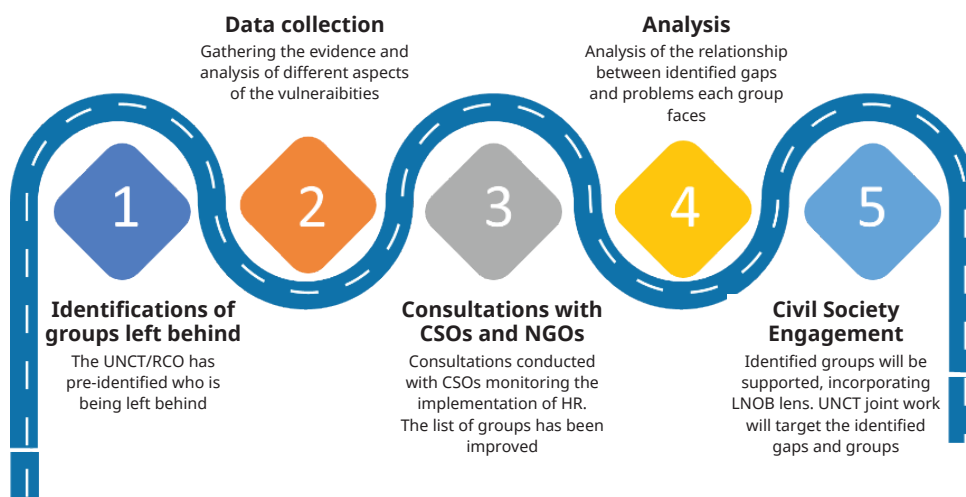 1
Identifications of
groups left behind
The UNCT/RCO has
pre-identified who is
being left behind
Data collection
Gathering the evidence and
analysis of different aspects
of the vulneraibities
2
3
Consultations with
CSOs and NGOs
Consultations conducted
with CSOs monitoring the
implementation of HR.
The list of groups has been
improved
Analysis
Analysis of the relationship
between identified gaps
and problems each group
faces
4
5
Civil Society
Engagement
Identified groups will be
supported, incorporating
LNOB lens. UNCT joint work
will target the identified
gaps and groups